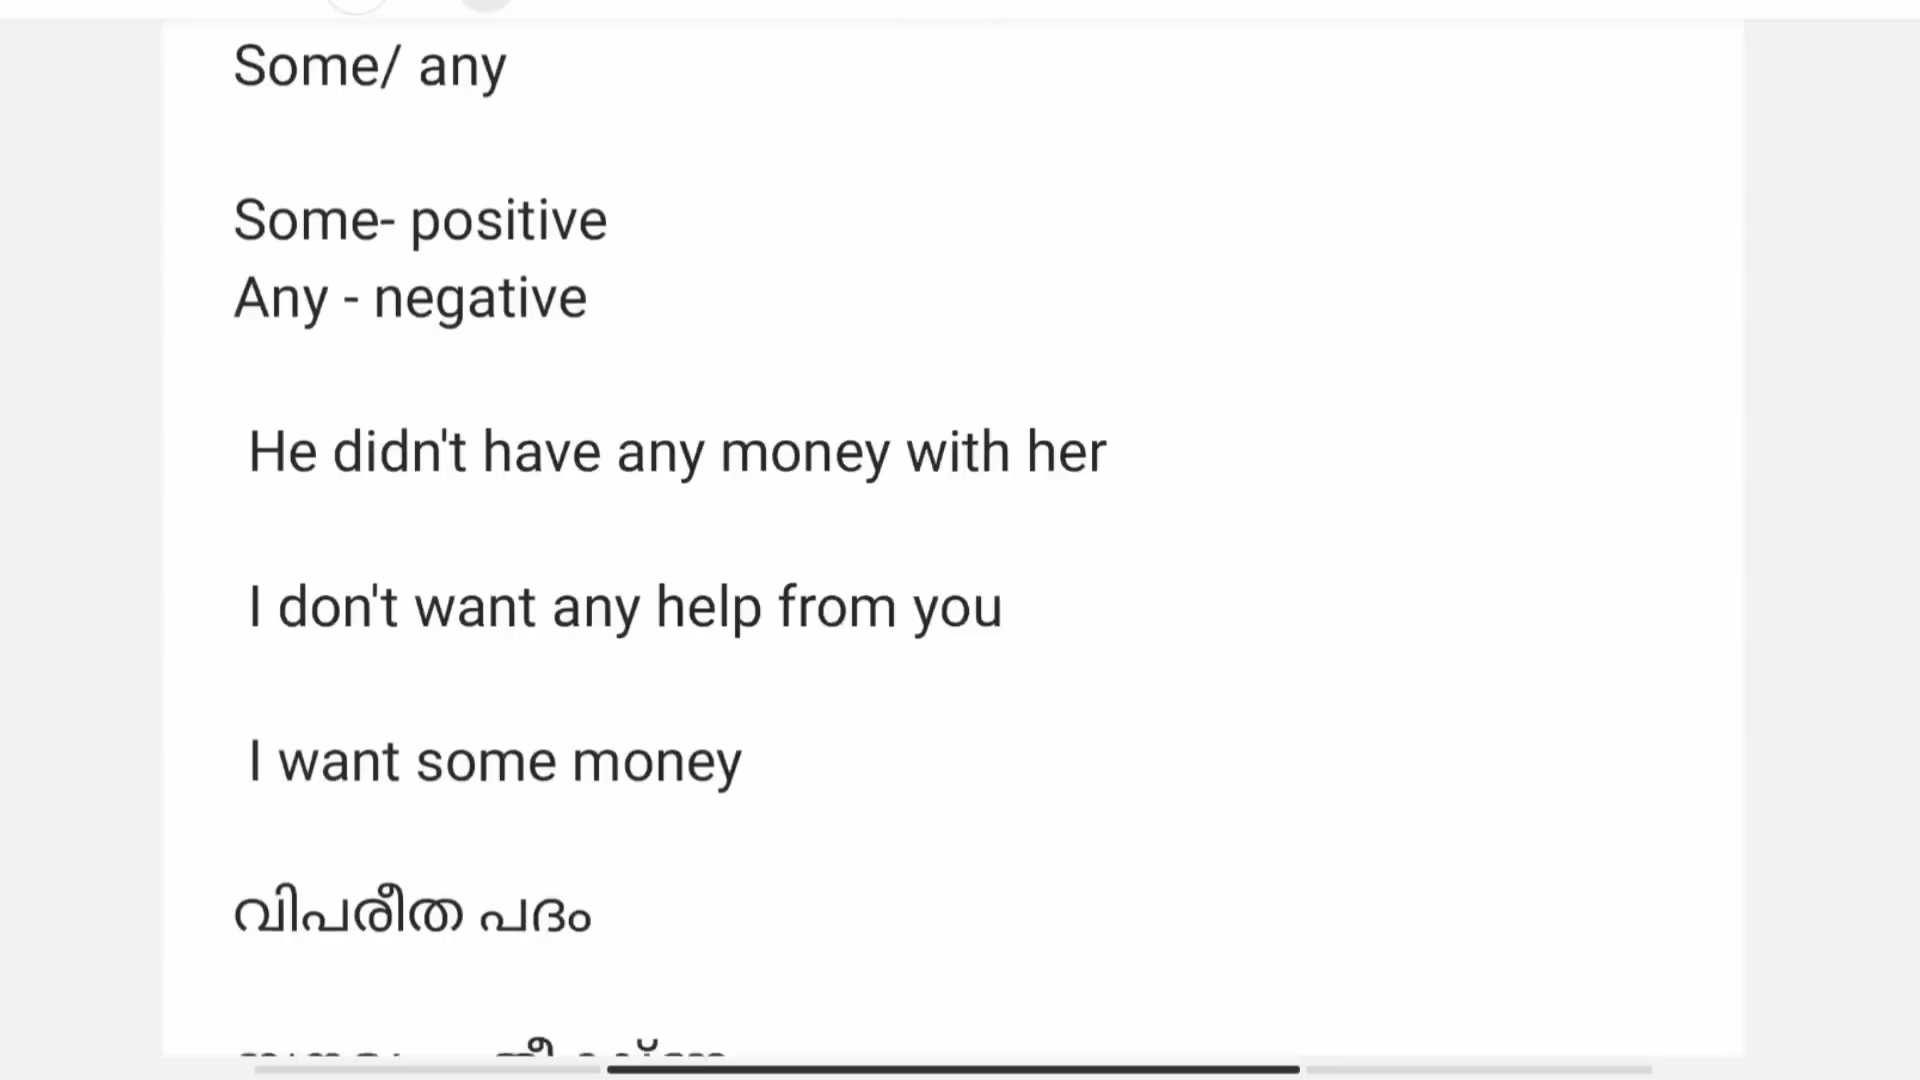 Some/ any
Some- positive
Any - negative
He didn't have any money with her
I don't want any help from you
I want some money
വിപരീത പദം